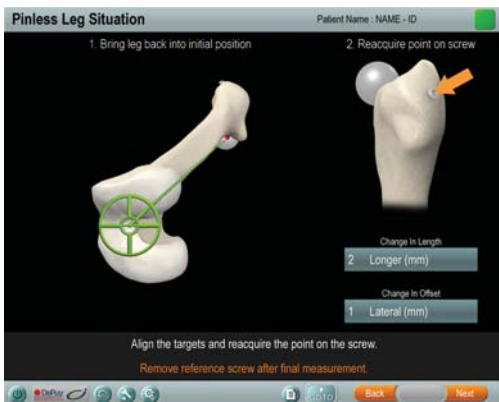 Pinless Leg Situation
Patient Name : NAME - ID
1. Bring leg back into initial position
2. Reacquire point on screw
Change In Length
2 Longer (mm)
Change In Offset
1 Lateral (mm)
Align the targets and reacquire the point on the screw.
Remove reference screw after final measurement.
DePuy
GOTO
Back
Next